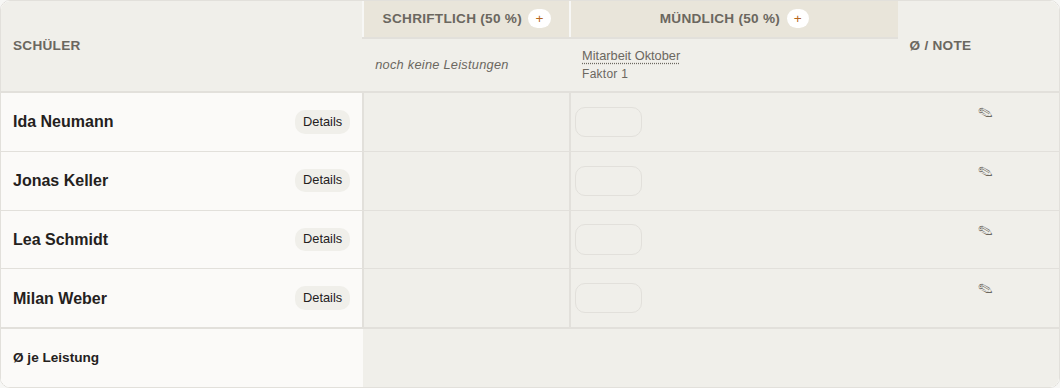 SCHÜLER
SCHRIFTLICH (50 %) +
MÜNDLICH (50 %) +
Ø / NOTE
noch keine Leistungen
Mitarbeit Oktober
Faktor 1
Ida Neumann Details
Jonas Keller Details
Lea Schmidt Details
Milan Weber Details
Ø je Leistung